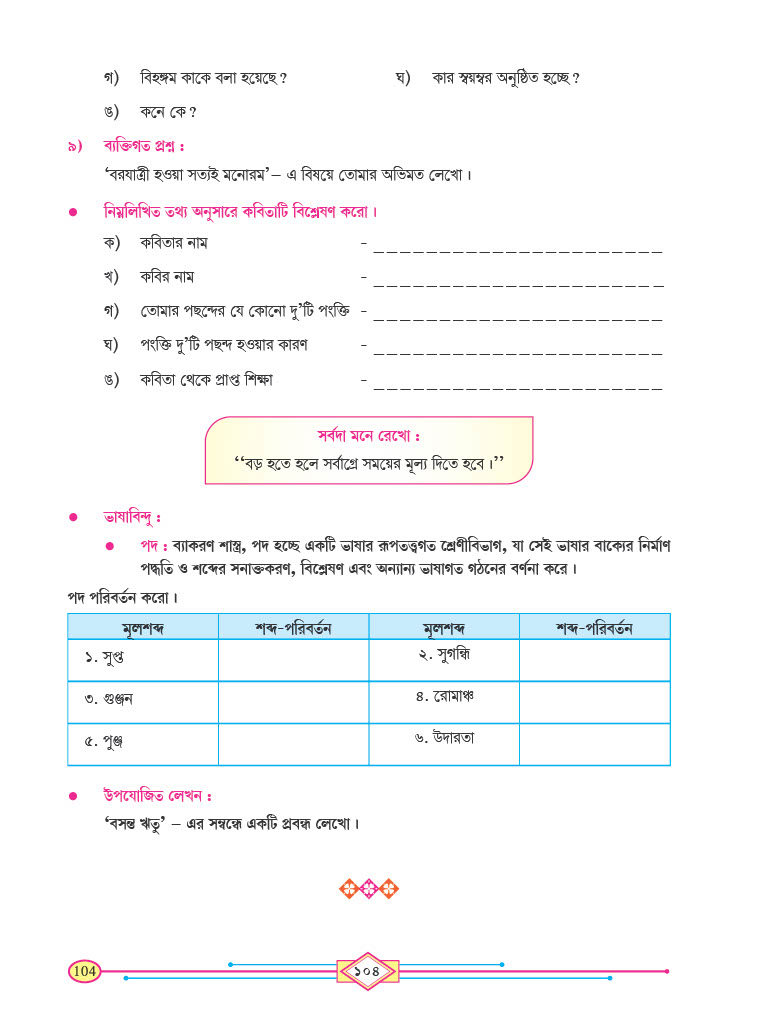 গ) বিহঙ্গম কাকে বলা হয়েছে ? ঘ) কার স্বয়ম্বর অনুষ্ঠিত হচ্ছে ?
ঙ) কনে কে ?
৯) ব্যক্তিগত প্রশ্ন :
‘বরযাত্রী হওয়া সত্যই মনোরম’– এ বিষয়ে তোমার অভিমত লেখো।
● নিম্নলিখিত তথ্য অনুসারে কবিতাটি বিশ্লেষণ করো।
ক) কবিতার নাম - _ _ _ _ _ _ _ _ _ _ _ _ _ _ _ _ _ _ _ _ _ _
খ) কবির নাম - _ _ _ _ _ _ _ _ _ _ _ _ _ _ _ _ _ _ _ _ _ _
গ) তোমার পছন্দের যে কোনো দু’টি পংক্তি - _ _ _ _ _ _ _ _ _ _ _ _ _ _ _ _ _ _ _ _ _ _
ঘ) পংক্তি দু’টি পছন্দ হওয়ার কারণ - _ _ _ _ _ _ _ _ _ _ _ _ _ _ _ _ _ _ _ _ _ _
ঙ) কবিতা থেকে প্রাপ্ত শিক্ষা - _ _ _ _ _ _ _ _ _ _ _ _ _ _ _ _ _ _ _ _ _ _
সর্বদা মনে রেখো :
‘‘বড় হতে হলে সর্বাগ্রে সময়ের মূল্য দিতে হবে।’’
● ভাষাবিন্দু :
● পদ : ব্যাকরণ শাস্ত্র, পদ হচ্ছে একটি ভাষার রূপতত্ত্বগত শ্রেণীবিভাগ, যা সেই ভাষার বাক্যের নির্মাণ
পদ্ধতি ও শব্দের সনাক্তকরণ, বিশ্লেষণ এবং অন্যান্য ভাষাগত গঠনের বর্ণনা করে।
পদ পরিবর্তন করো।
মূলশব্দ শব্দ-পরিবর্তন মূলশব্দ শব্দ-পরিবর্তন
১. সুপ্ত ২. সুগন্ধি
৩. গুঞ্জন ৪. রোমাঞ্চ
৫. পুঞ্জ ৬. উদারতা
● উপযোজিত লেখন :
‘বসন্ত ঋতু’ – এর সম্বন্ধে একটি প্রবন্ধ লেখো।
104 ১০৪